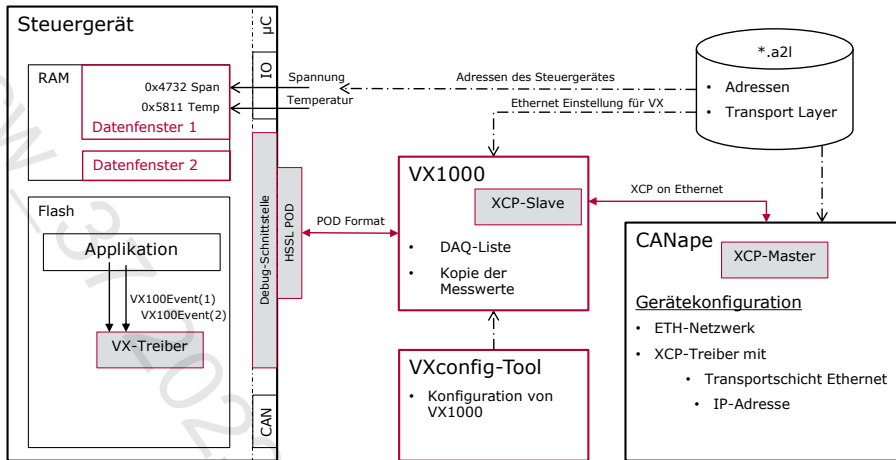 Steuergerät
µC
RAM
0x4732 Span
0x5811 Temp
Datenfenster 1
Datenfenster 2
IO
Spannung
Temperatur
Adressen des Steuergerätes
Ethernet Einstellung für VX
*.a2l
• Adressen
• Transport Layer
Flash
Applikation
VX100Event(1)
VX100Event(2)
VX-Treiber
Debug-Schnittstelle
HSSL POD
CAN
POD Format
VX1000
XCP-Slave
• DAQ-Liste
• Kopie der
Messwerte
XCP on Ethernet
VXconfig-Tool
• Konfiguration von
VX1000
CANape
XCP-Master
Gerätekonfiguration
• ETH-Netzwerk
• XCP-Treiber mit
• Transportschicht Ethernet
• IP-Adresse